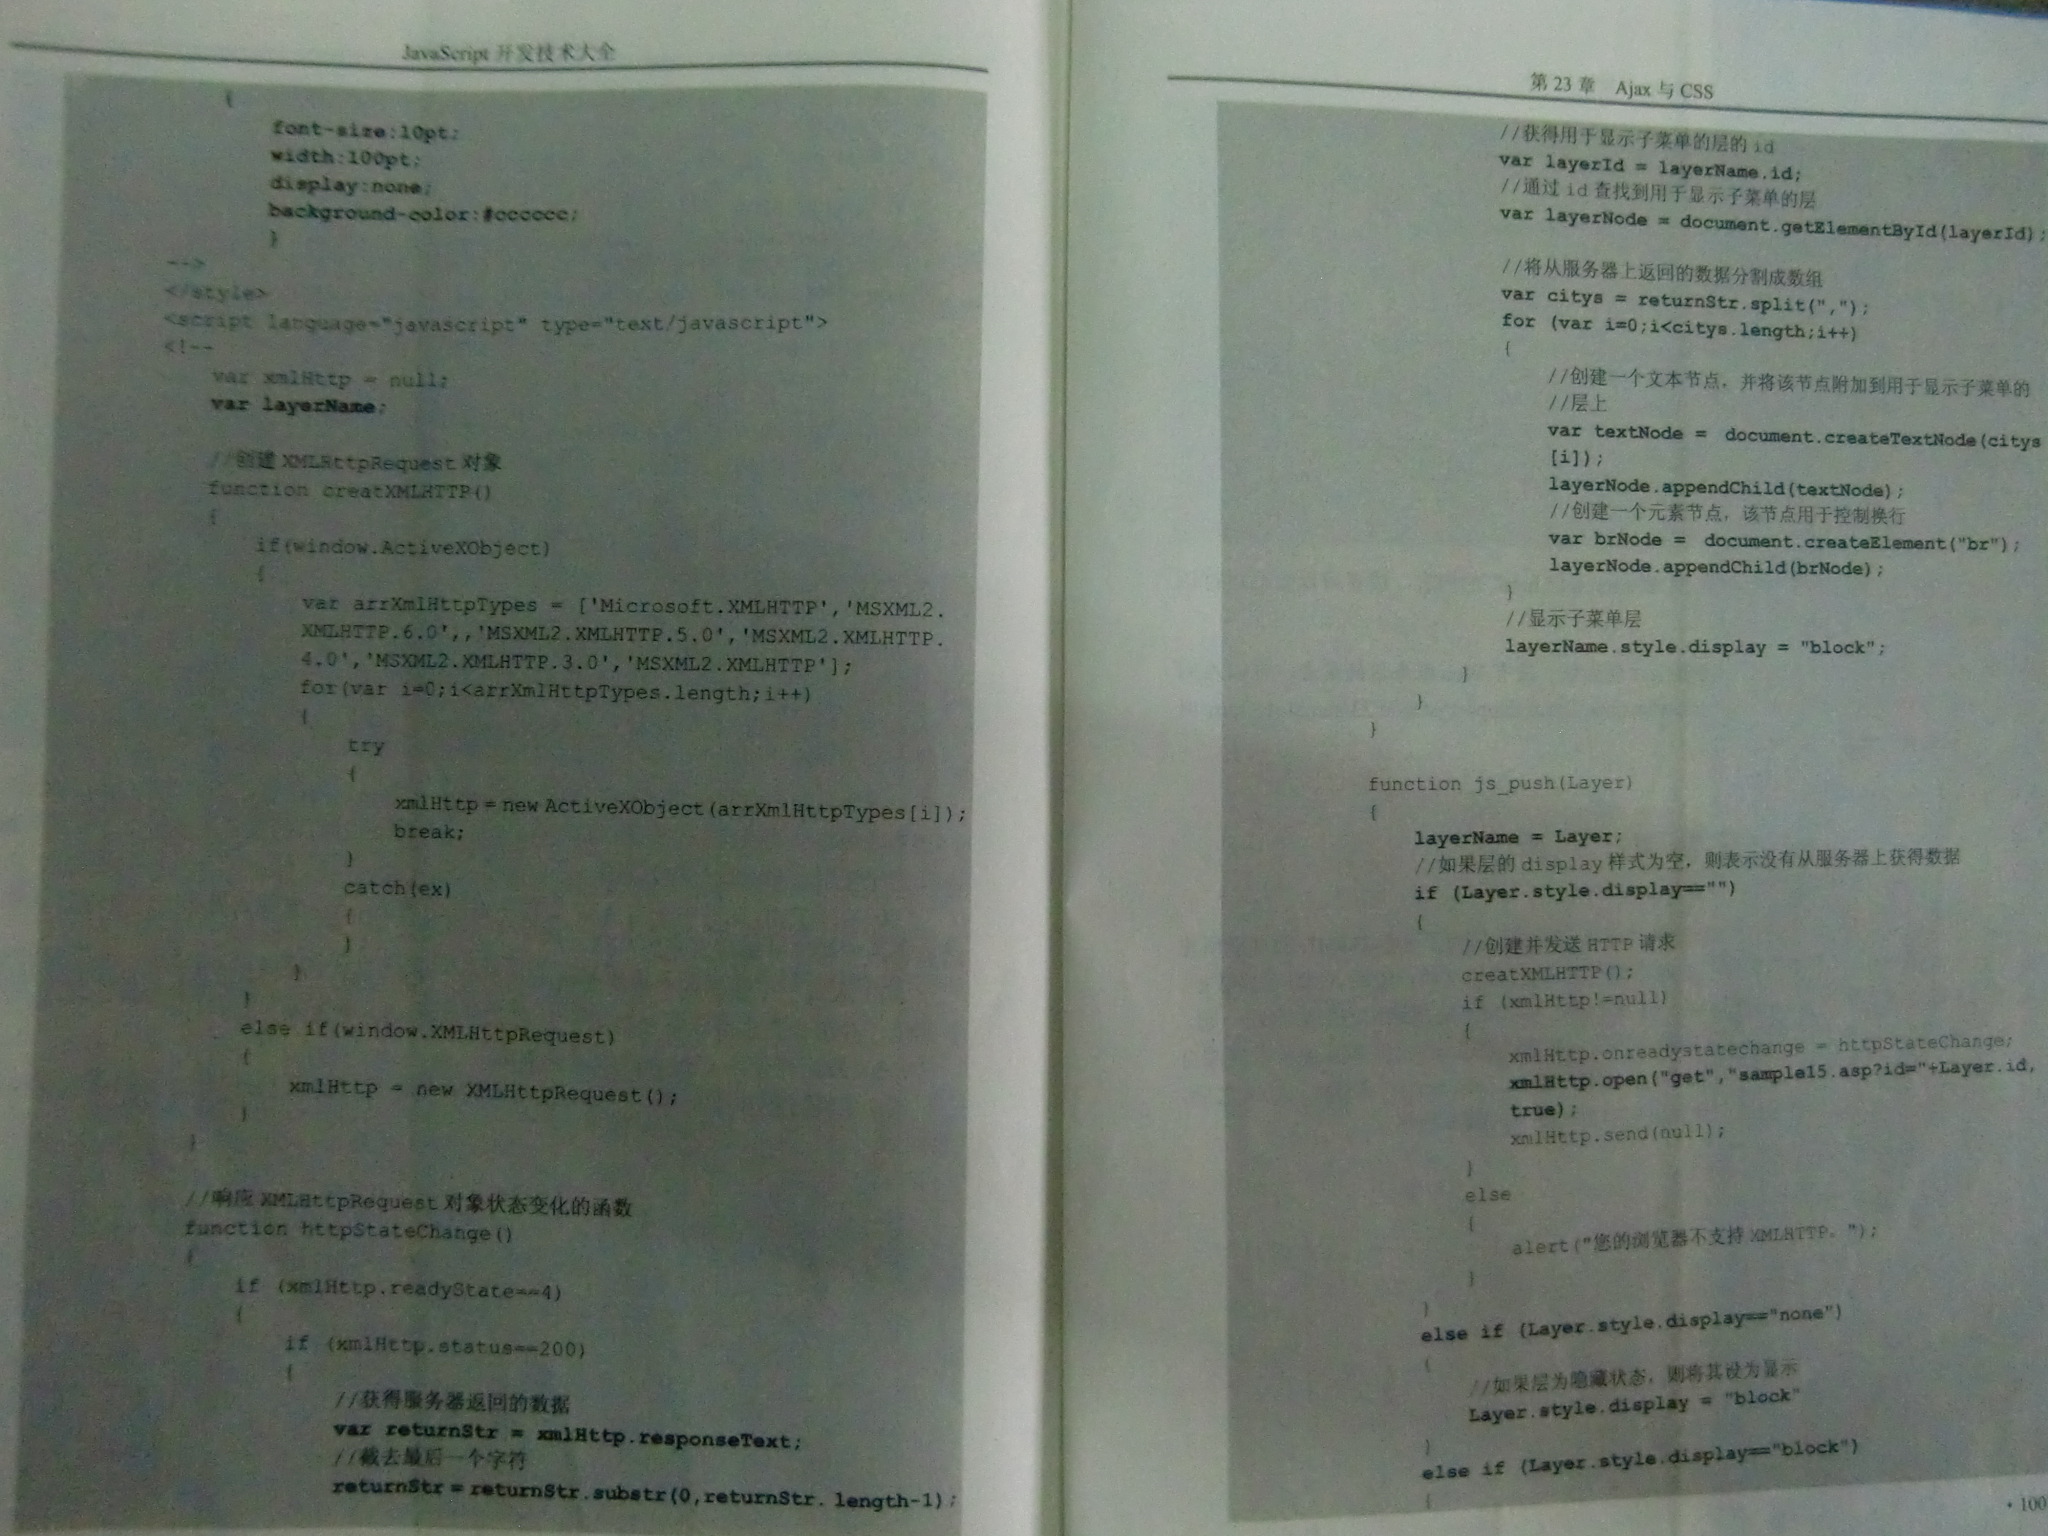 JavaScript 开发技术大全
{
font-size:10pt;
width:100pt;
display:none;
background-color:#cccccc;
}
-->
</style>
<script language="javascript" type="text/javascript">
<!--
var xmlHttp = null;
var layerName;
//创建 XMLHttpRequest 对象
function creatXMLHTTP()
{
if(window.ActiveXObject)
{
var arrXmlHttpTypes = ['Microsoft.XMLHTTP','MSXML2.
XMLHTTP.6.0',,'MSXML2.XMLHTTP.5.0','MSXML2.XMLHTTP.
4.0','MSXML2.XMLHTTP.3.0','MSXML2.XMLHTTP'];
for(var i=0;i<arrXmlHttpTypes.length;i++)
{
try
{
xmlHttp = new ActiveXObject(arrXmlHttpTypes[i]);
break;
}
catch(ex)
{
}
}
}
else if(window.XMLHttpRequest)
{
xmlHttp = new XMLHttpRequest();
}
}
//响应 XMLHttpRequest 对象状态变化的函数
function httpStateChange()
{
if (xmlHttp.readyState==4)
{
if (xmlHttp.status==200)
{
//获得服务器返回的数据
var returnStr = xmlHttp.responseText;
//截去最后一个字符
returnStr = returnStr.substr(0,returnStr. length-1);
第 23 章 Ajax 与 CSS
//获得用于显示子菜单的层的 id
var layerId = layerName.id;
//通过 id 查找到用于显示子菜单的层
var layerNode = document.getElementById(layerId);
//将从服务器上返回的数据分割成数组
var citys = returnStr.split(",");
for (var i=0;i<citys.length;i++)
{
//创建一个文本节点，并将该节点附加到用于显示子菜单的
//层上
var textNode = document.createTextNode(citys
[i]);
layerNode.appendChild(textNode);
//创建一个元素节点，该节点用于控制换行
var brNode = document.createElement("br");
layerNode.appendChild(brNode);
}
//显示子菜单层
layerName.style.display = "block";
}
}
}
function js_push(Layer)
{
layerName = Layer;
//如果层的 display 样式为空，则表示没有从服务器上获得数据
if (Layer.style.display=="")
{
//创建并发送 HTTP 请求
creatXMLHTTP();
if (xmlHttp!=null)
{
xmlHttp.onreadystatechange = httpStateChange;
xmlHttp.open("get","sample15.asp?id="+Layer.id,
true);
xmlHttp.send(null);
}
else
{
alert("您的浏览器不支持 XMLHTTP。");
}
}
else if (Layer.style.display=="none")
{
//如果层为隐藏状态，则将其设为显示
Layer.style.display = "block"
}
else if (Layer.style.display=="block")
{